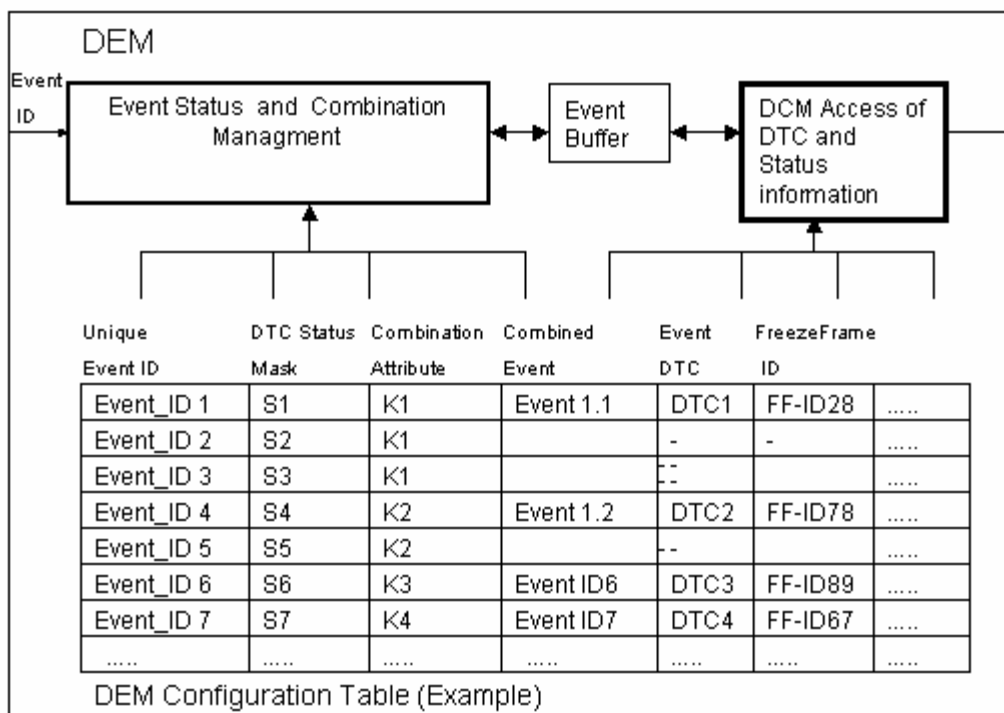 DEM
Event
ID
Event Status and Combination
Managment
Event
Buffer
DCM Access of
DTC and
Status
information
Unique
Event ID
DTC Status
Mask
Combination
Attribute
Combined
Event
Event
DTC
FreezeFrame
ID
Event_ID 1 S1 K1 Event 1.1 DTC1 FF-ID28 .....
Event_ID 2 S2 K1 - - .....
Event_ID 3 S3 K1 -- .....
Event_ID 4 S4 K2 Event 1.2 DTC2 FF-ID78 .....
Event_ID 5 S5 K2 -- .....
Event_ID 6 S6 K3 Event ID6 DTC3 FF-ID89 .....
Event_ID 7 S7 K4 Event ID7 DTC4 FF-ID67 .....
..... ..... ..... ..... ..... ..... .....
DEM Configuration Table (Example)